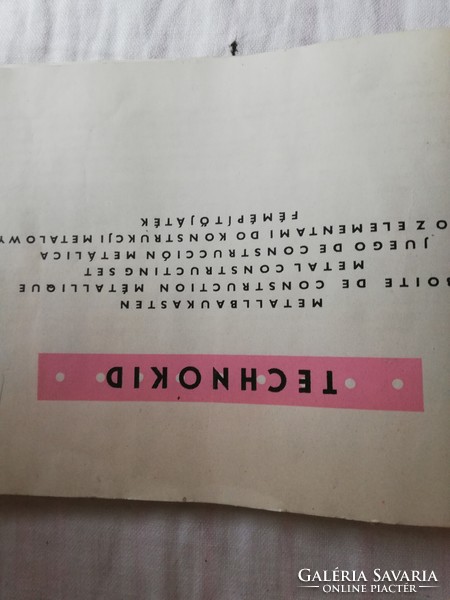 TECHNOKID
METALLBAUKASTEN
BOITE DE CONSTRUCTION MÉTALLIQUE
METAL CONSTRUCTING SET
JUEGO DE CONSTRUCCIÓN METÁLICA
O Z ELEMENTAMI DO KONSTRUKCJI METALOWY
FÉMÉPÍTŐJÁTÉK
GALÉRIA SAVARIA
ONLINE PIACTÉR